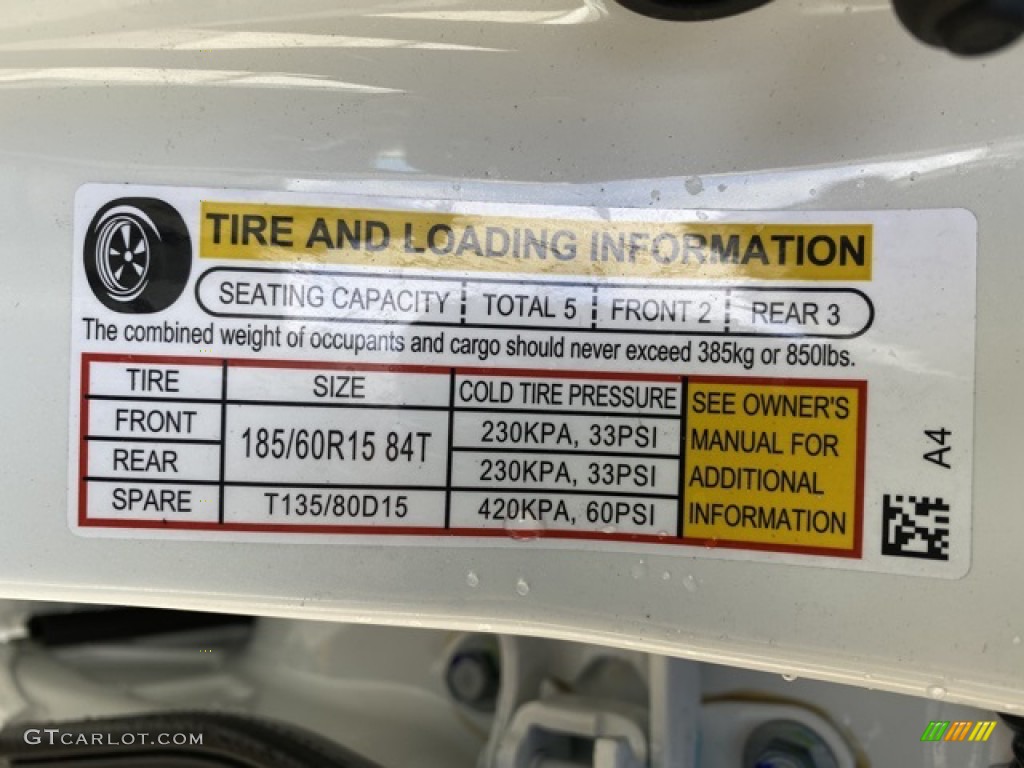 TIRE AND LOADING INFORMATION
SEATING CAPACITY TOTAL 5 FRONT 2 REAR 3
The combined weight of occupants and cargo should never exceed 385kg or 850lbs.
TIRE SIZE COLD TIRE PRESSURE
FRONT 185/60R15 84T 230KPA, 33PSI
REAR 230KPA, 33PSI
SPARE T135/80D15 420KPA, 60PSI
SEE OWNER'S
MANUAL FOR
ADDITIONAL
INFORMATION
A4
GTCARLOT.COM